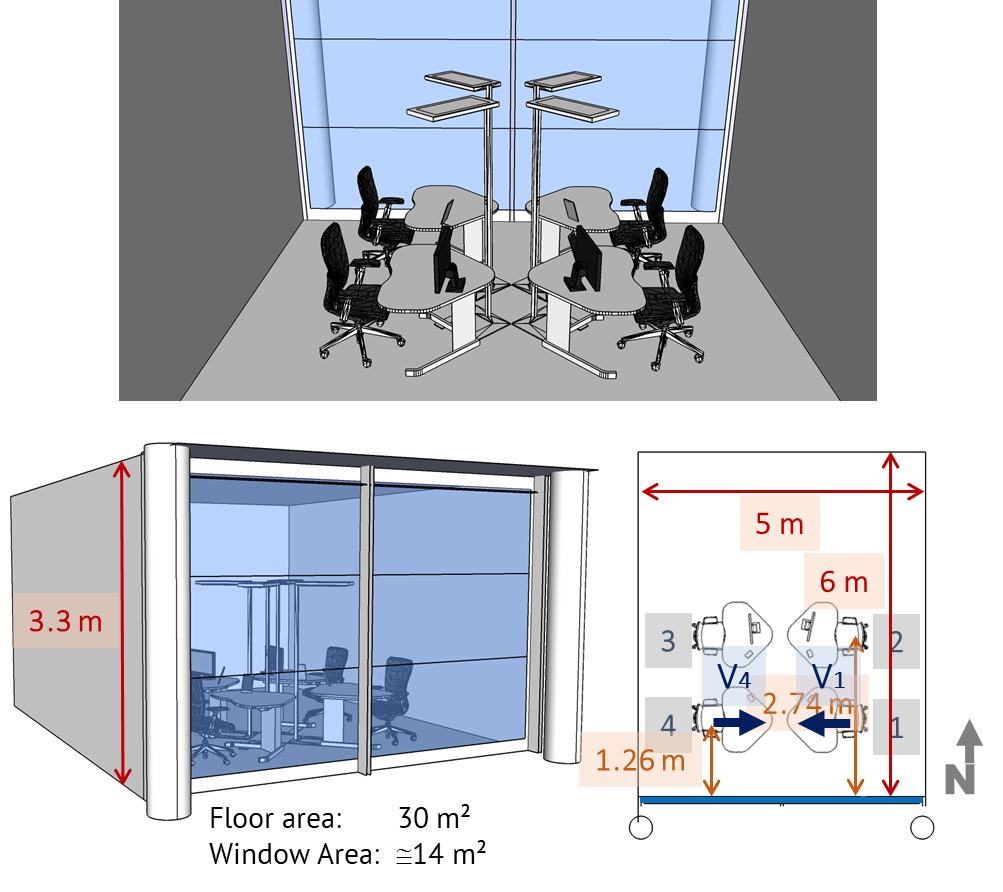 3.3 m
5 m
6 m
3
2
V4
V1
2.74 m
4
1
1.26 m
N
Floor area: 30 m²
Window Area: ≅14 m²